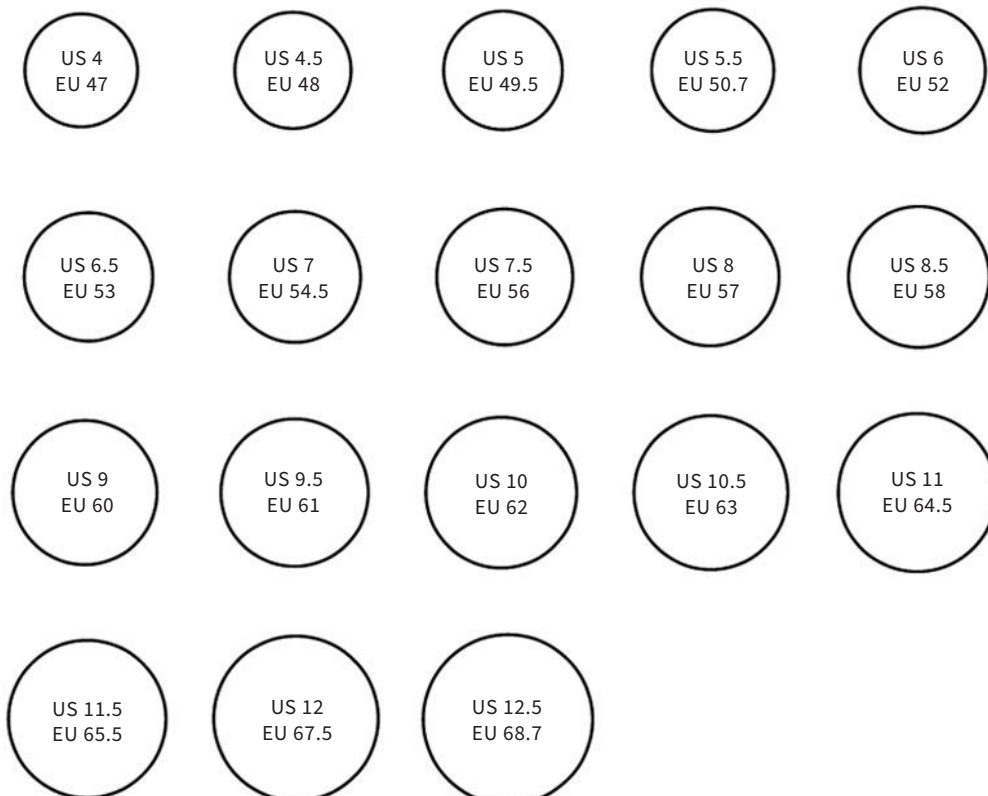 US 4
EU 47
US 4.5
EU 48
US 5
EU 49.5
US 5.5
EU 50.7
US 6
EU 52
US 6.5
EU 53
US 7
EU 54.5
US 7.5
EU 56
US 8
EU 57
US 8.5
EU 58
US 9
EU 60
US 9.5
EU 61
US 10
EU 62
US 10.5
EU 63
US 11
EU 64.5
US 11.5
EU 65.5
US 12
EU 67.5
US 12.5
EU 68.7